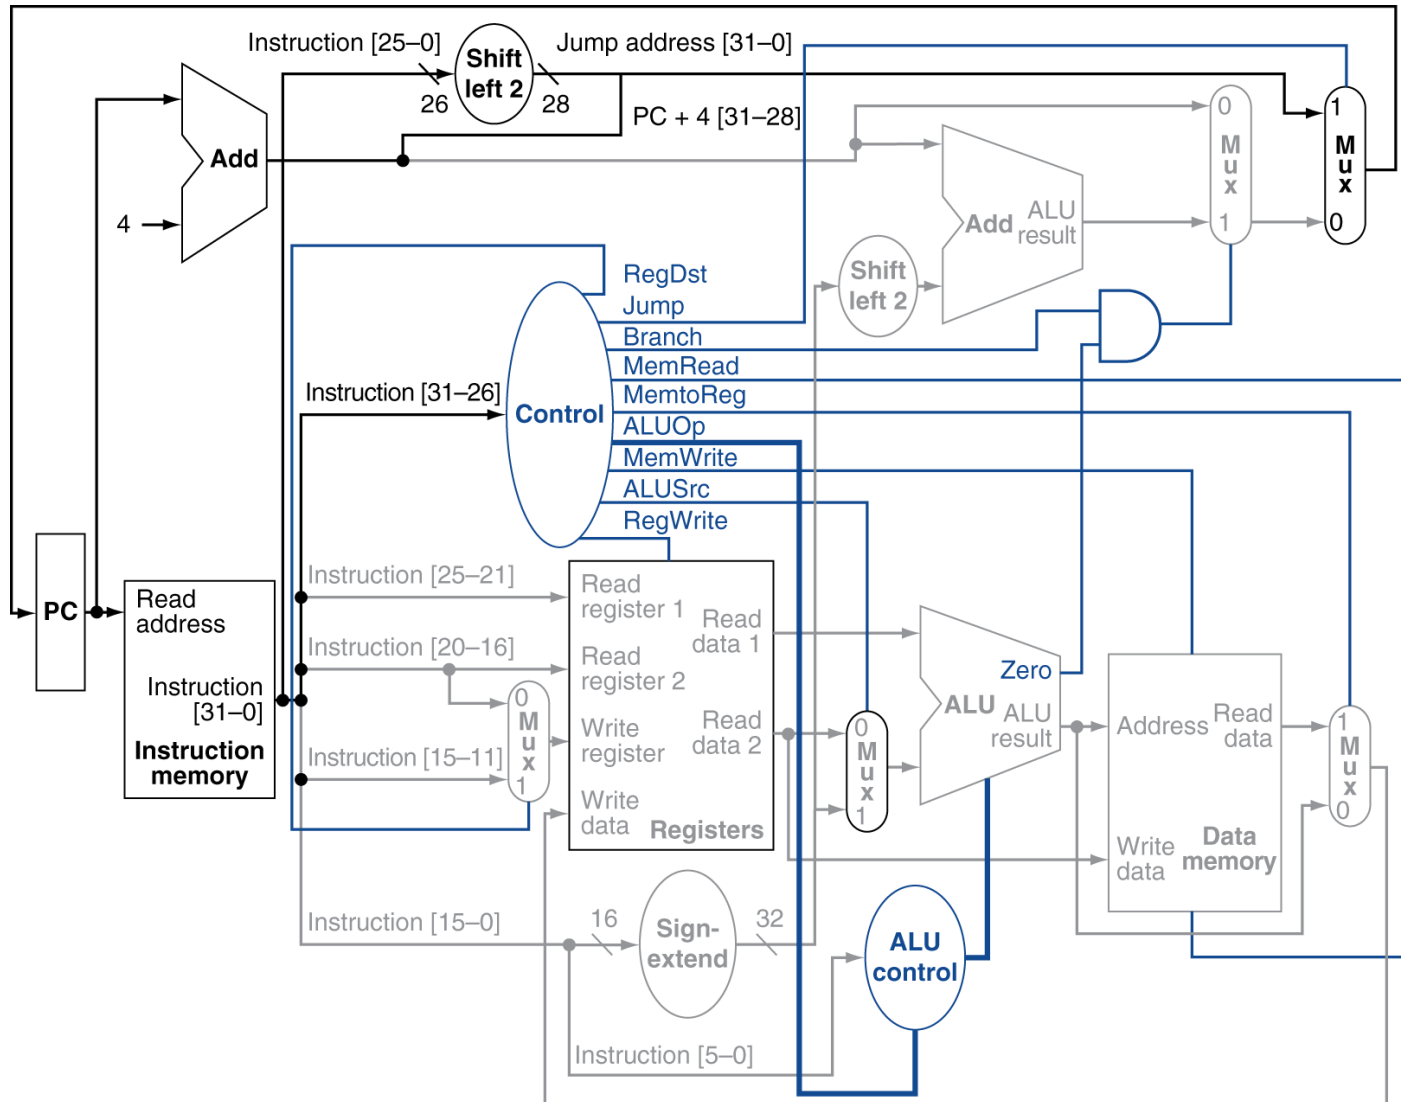 Instruction [25–0]
Shift
left 2
Jump address [31–0]
26
28
PC + 4 [31–28]
Add
4
0
M
u
x
1
1
M
u
x
0
Add
ALU
result
Shift
left 2
RegDst
Jump
Branch
MemRead
MemtoReg
ALUOp
MemWrite
ALUSrc
RegWrite
Instruction [31–26]
Control
PC
Read
address
Instruction
[31–0]
Instruction
memory
Instruction [25–21]
Instruction [20–16]
Instruction [15–11]
0
M
u
x
1
Read
register 1
Read
register 2
Write
register
Write
data
Read
data 1
Read
data 2
Registers
0
M
u
x
1
Zero
ALU
ALU
result
Address
Read
data
Write
data
Data
memory
1
M
u
x
0
Instruction [15–0]
16
Sign-
extend
32
ALU
control
Instruction [5–0]